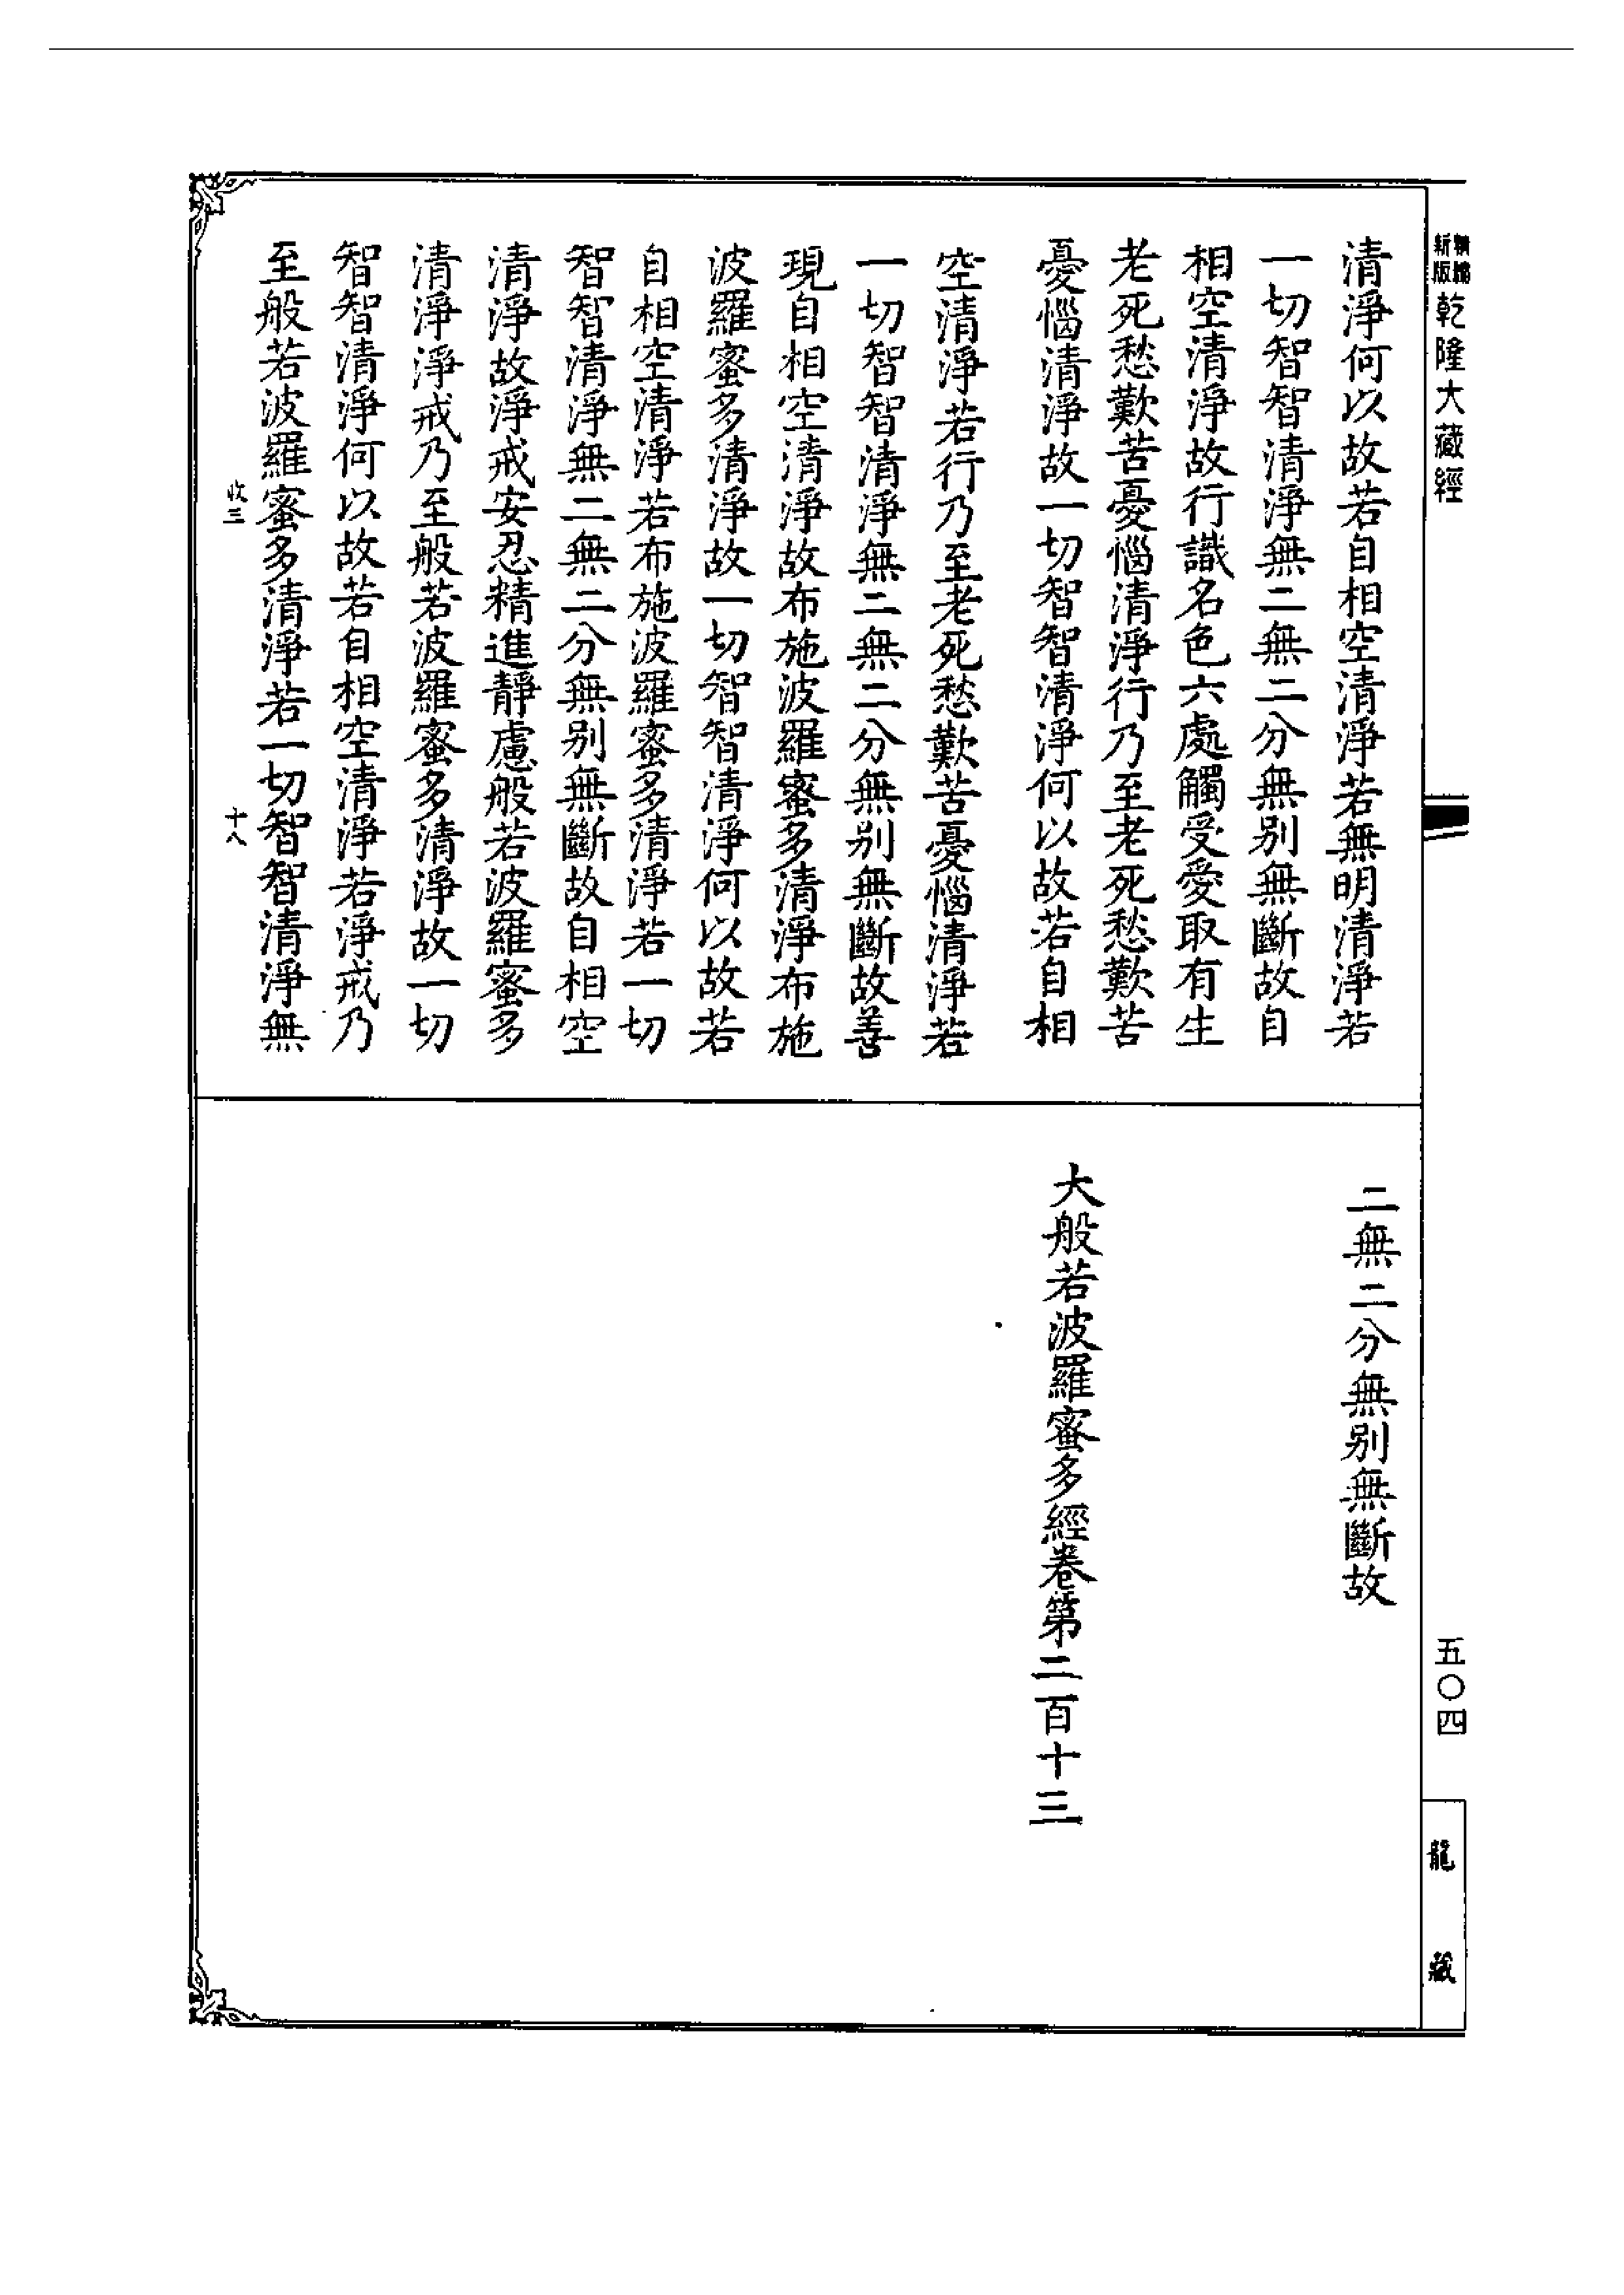 新版
乾隆大藏經
清淨何以故若自相空清淨若無明清淨若
一切智智清淨無二無二分無別無斷故自
相空清淨故行識名色六處觸受愛取有生
老死愁歎苦憂惱清淨行乃至老死愁歎苦
憂惱清淨故一切智智清淨何以故若自相
空清淨若行乃至老死愁歎苦憂惱清淨若
一切智智清淨無二無二分無別無斷故善
現自相空清淨故布施波羅蜜多清淨布施
波羅蜜多清淨故一切智智清淨何以故若
自相空清淨若布施波羅蜜多清淨若一切
智智清淨無二無二分無別無斷故自相空
清淨故淨戒安忍精進靜慮般若波羅蜜多
清淨淨戒乃至般若波羅蜜多清淨故一切
智智清淨何以故若自相空清淨若淨戒乃
至般若波羅蜜多清淨若一切智智清淨無
收三
十八
二無二分無別無斷故
大般若波羅蜜多經卷第二百十三
五〇四
龍藏